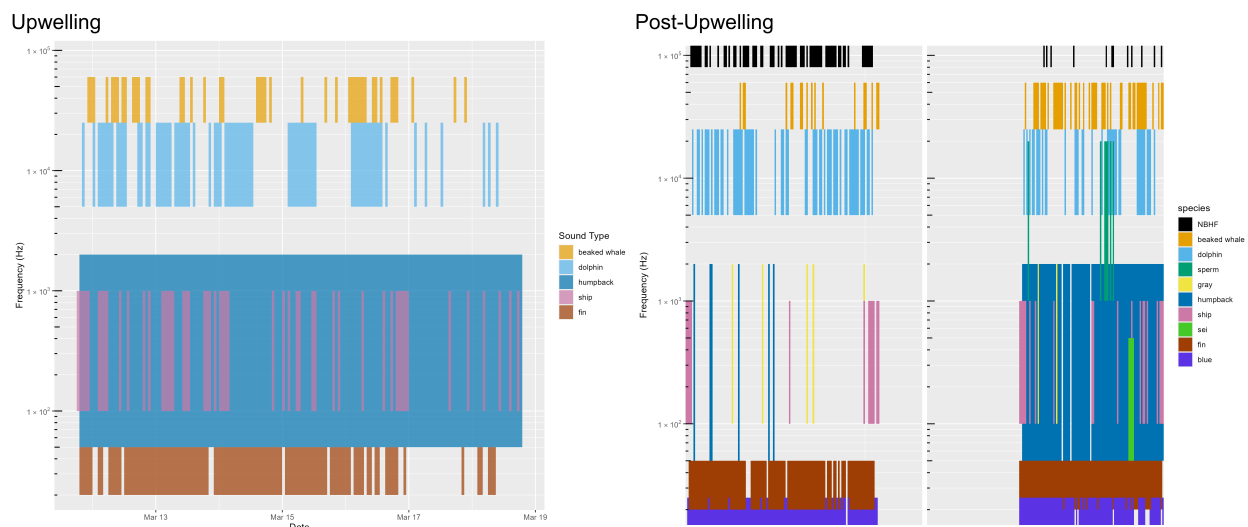 Upwelling
Post-Upwelling
1 × 10⁵
1 × 10⁴
1 × 10³
1 × 10²
Frequency (Hz)
Mar 13
Mar 15
Mar 17
Mar 19
Date
Sound Type
beaked whale
dolphin
humpback
ship
fin
1 × 10⁵
1 × 10⁴
1 × 10³
1 × 10²
Frequency (Hz)
species
NBHF
beaked whale
dolphin
sperm
gray
humpback
ship
sei
fin
blue